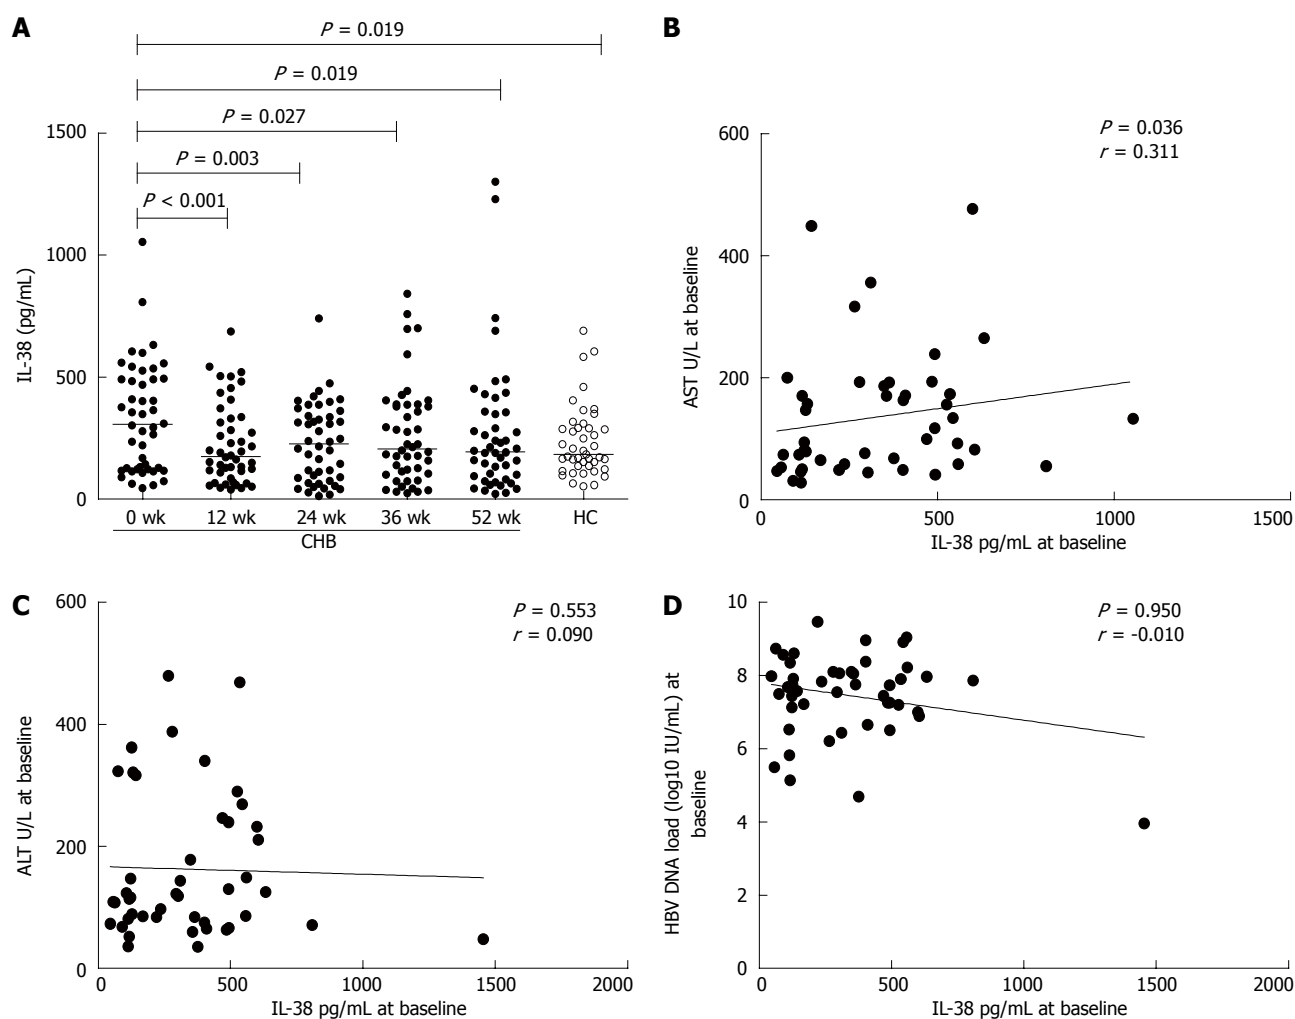 A
P = 0.019
P = 0.019
P = 0.027
P = 0.003
P < 0.001
1500
1000
500
0
IL-38 (pg/mL)
0 wk 12 wk 24 wk 36 wk 52 wk HC
CHB
B
P = 0.036
r = 0.311
600
400
200
0
AST U/L at baseline
0 500 1000 1500
IL-38 pg/mL at baseline
C
P = 0.553
r = 0.090
600
400
200
0
ALT U/L at baseline
0 500 1000 1500 2000
IL-38 pg/mL at baseline
D
P = 0.950
r = -0.010
10
8
6
4
2
0
HBV DNA load (log10 IU/mL) at
baseline
0 500 1000 1500 2000
IL-38 pg/mL at baseline